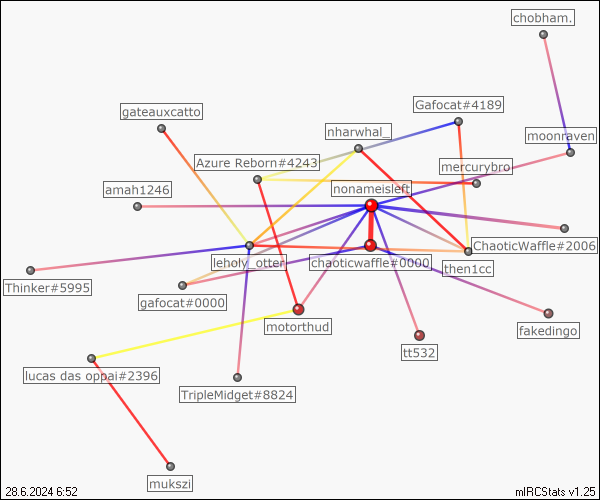 chobham.
Gafocat#4189
gateauxcatto
nharwhal_
moonraven
Azure Reborn#4243
mercurybro
amah1246
nonameisleft
ChaoticWaffle#2006
leholy_otter
chaoticwaffle#0000
then1cc
Thinker#5995
gafocat#0000
motorthud
fakedingo
tt532
lucas das oppai#2396
TripleMidget#8824
mukszi
28.6.2024 6:52
mIRCStats v1.25